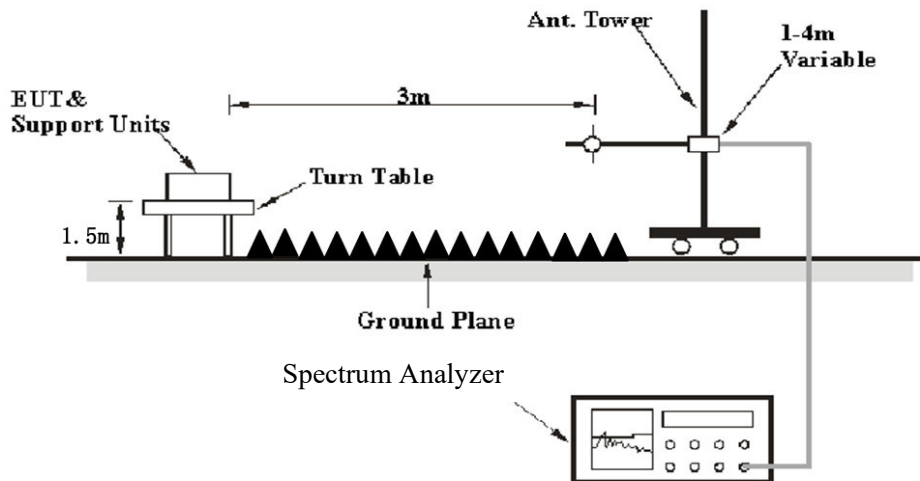 Ant. Tower
1-4m
Variable
3m
EUT&
Support Units
Turn Table
1.5m
Ground Plane
Spectrum Analyzer